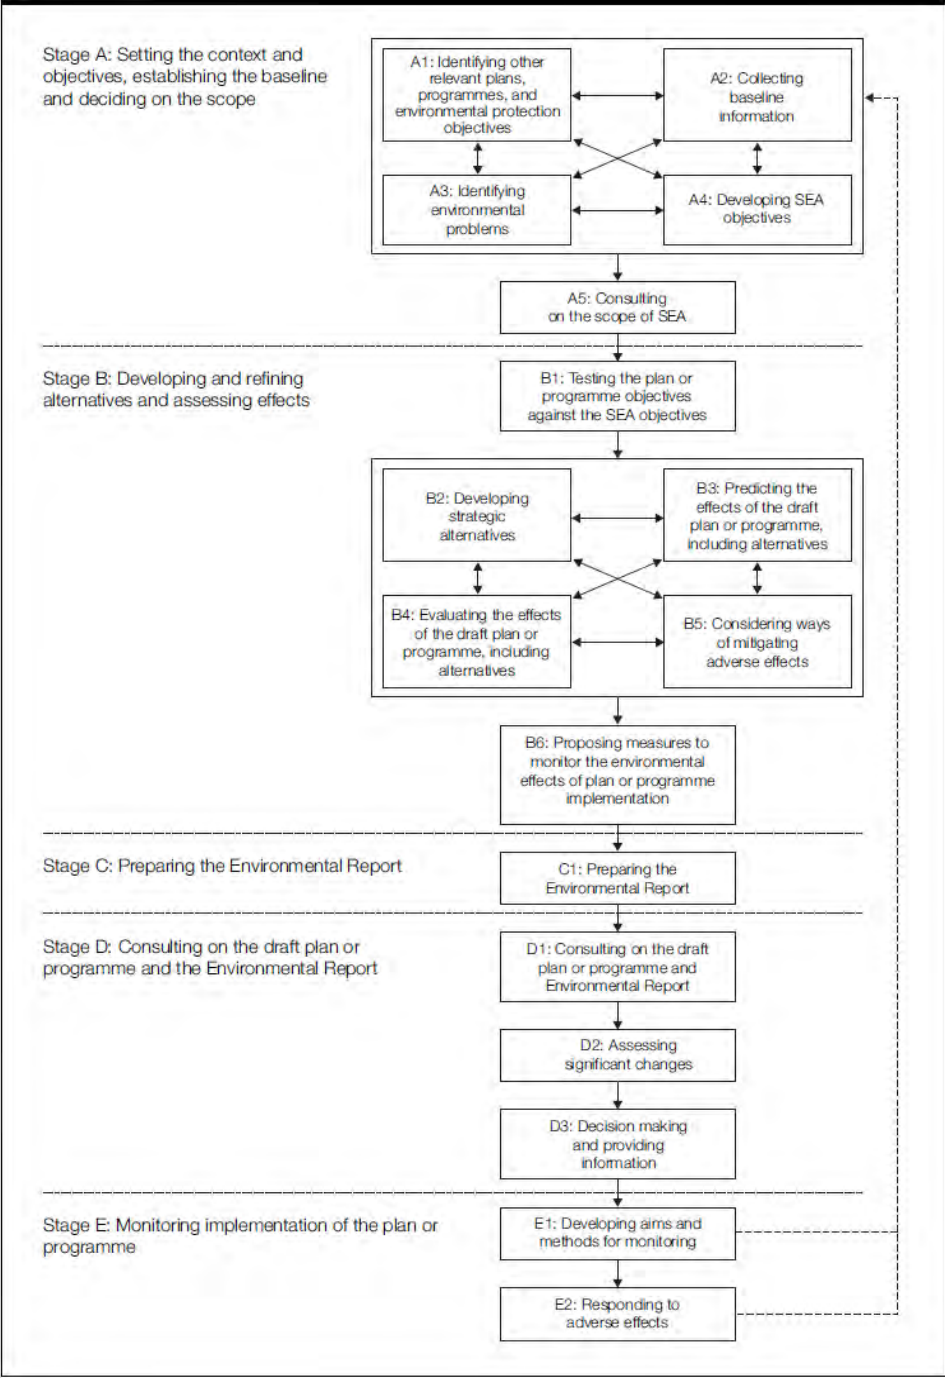 Stage A: Setting the context and
objectives, establishing the baseline
and deciding on the scope
A1: Identifying other
relevant plans,
programmes, and
environmental protection
objectives
A2: Collecting
baseline
information
A3: Identifying
environmental
problems
A4: Developing SEA
objectives
A5: Consulting
on the scope of SEA
Stage B: Developing and refining
alternatives and assessing effects
B1: Testing the plan or
programme objectives
against the SEA objectives
B2: Developing
strategic
alternatives
B3: Predicting the
effects of the draft
plan or programme,
including alternatives
B4: Evaluating the effects
of the draft plan or
programme, including
alternatives
B5: Considering ways
of mitigating
adverse effects
B6: Proposing measures to
monitor the environmental
effects of plan or programme
implementation
Stage C: Preparing the Environmental Report
C1: Preparing the
Environmental Report
Stage D: Consulting on the draft plan or
programme and the Environmental Report
D1: Consulting on the draft
plan or programme and
Environmental Report
D2: Assessing
significant changes
D3: Decision making
and providing
information
Stage E: Monitoring implementation of the plan or
programme
E1: Developing aims and
methods for monitoring
E2: Responding to
adverse effects